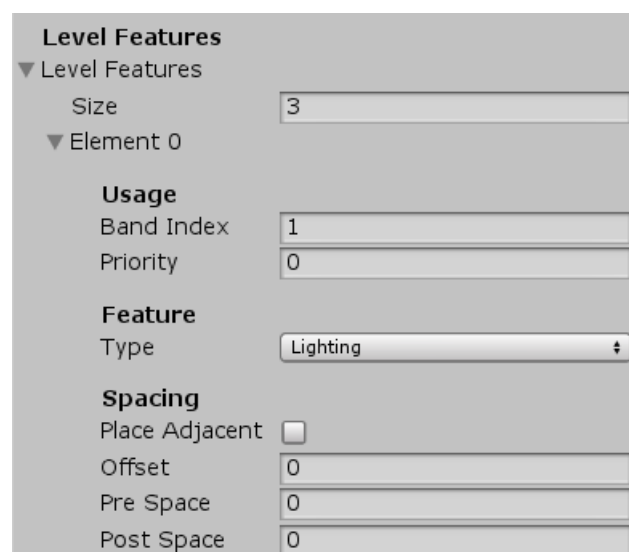 Level Features
Level Features
Size 3
Element 0
Usage
Band Index 1
Priority 0
Feature
Type Lighting
Spacing
Place Adjacent
Offset 0
Pre Space 0
Post Space 0